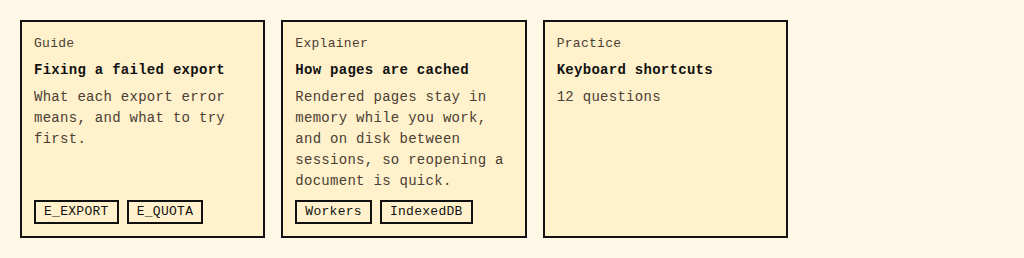 Guide
Fixing a failed export
What each export error
means, and what to try
first.
E_EXPORT
E_QUOTA
Explainer
How pages are cached
Rendered pages stay in
memory while you work,
and on disk between
sessions, so reopening a
document is quick.
Workers
IndexedDB
Practice
Keyboard shortcuts
12 questions